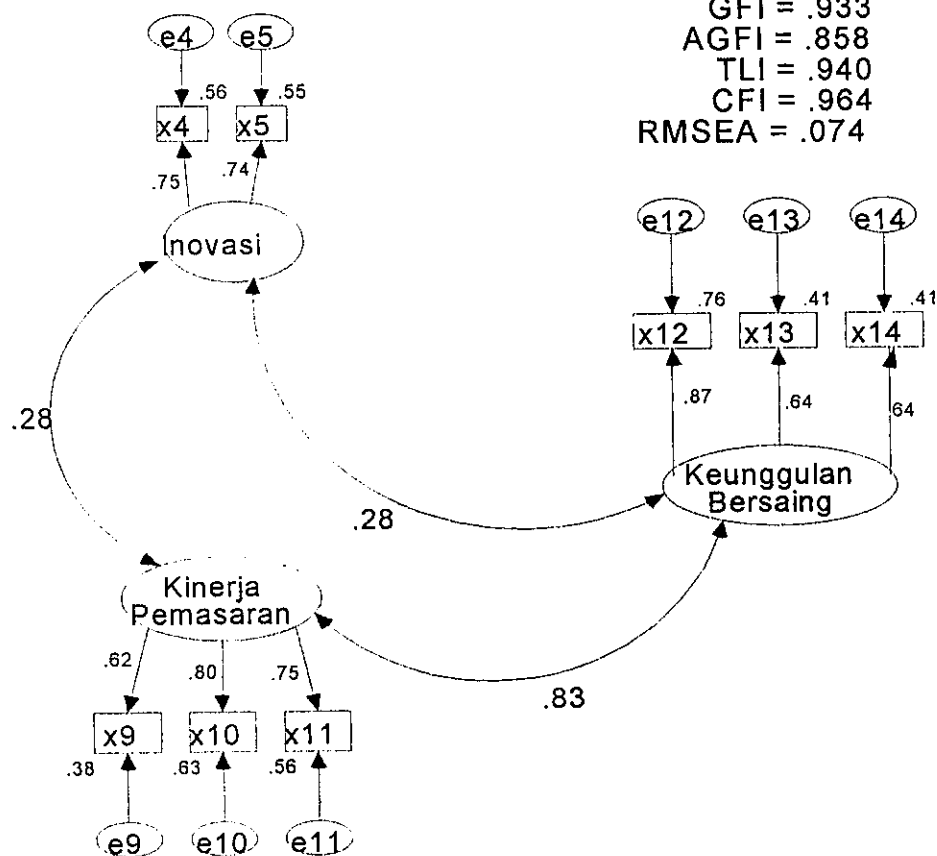 GFI = .933
AGFI = .858
TLI = .940
CFI = .964
RMSEA = .074
e4 e5
.56 .55
x4 x5
.75 .74
Inovasi
e12 e13 e14
.76 .41 .41
x12 x13 x14
.87 .64 64
Keunggulan
Bersaing
.28
.28
Kinerja
Pemasaran
.83
.62 .80 .75
x9 x10 x11
.38 .63 .56
e9 e10 e11